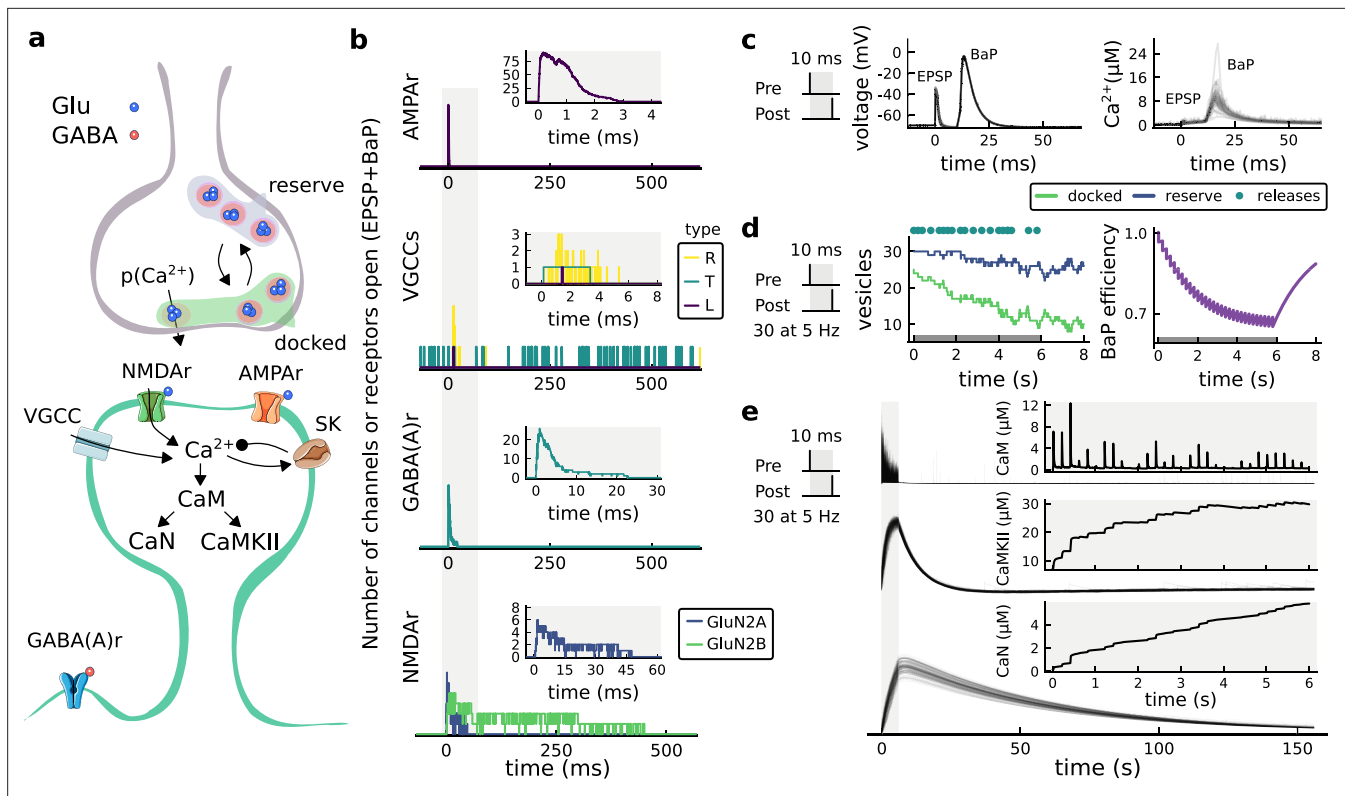 a
Glu
GABA
reserve
p(Ca2+)
docked
NMDAr
AMPAr
VGCC
SK
Ca2+
CaM
CaN
CaMKII
GABA(A)r
b
Number of channels or receptors open (EPSP+BaP)
AMPAr
75
50
25
0
0 1 2 3 4
time (ms)
0 250 500
VGCCs
3
2
1
0
0 2 4 6 8
time (ms)
type
R
T
L
0 250 500
GABA(A)r
20
10
0
0 10 20 30
time (ms)
0 250 500
NMDAr
8
6
4
2
0
0 15 30 45 60
time (ms)
GluN2A
GluN2B
0 250 500
time (ms)
c
10 ms
Pre
Post
voltage (mV)
0
-20
-40
-60
EPSP
BaP
0 25 50
time (ms)
Ca2+(μM)
24
16
8
0
EPSP
BaP
0 25 50
time (ms)
docked reserve releases
d
10 ms
Pre
Post
30 at 5 Hz
vesicles
30
20
10
0 2 4 6 8
time (s)
BaP efficiency
1.0
0.7
0 2 4 6 8
time (s)
e
10 ms
Pre
Post
30 at 5 Hz
CaM (μM)
12
8
4
0
CaMKII (μM)
30
20
10
CaN (μM)
4
2
0
0 1 2 3 4 5 6
time (s)
0 50 100 150
time (s)